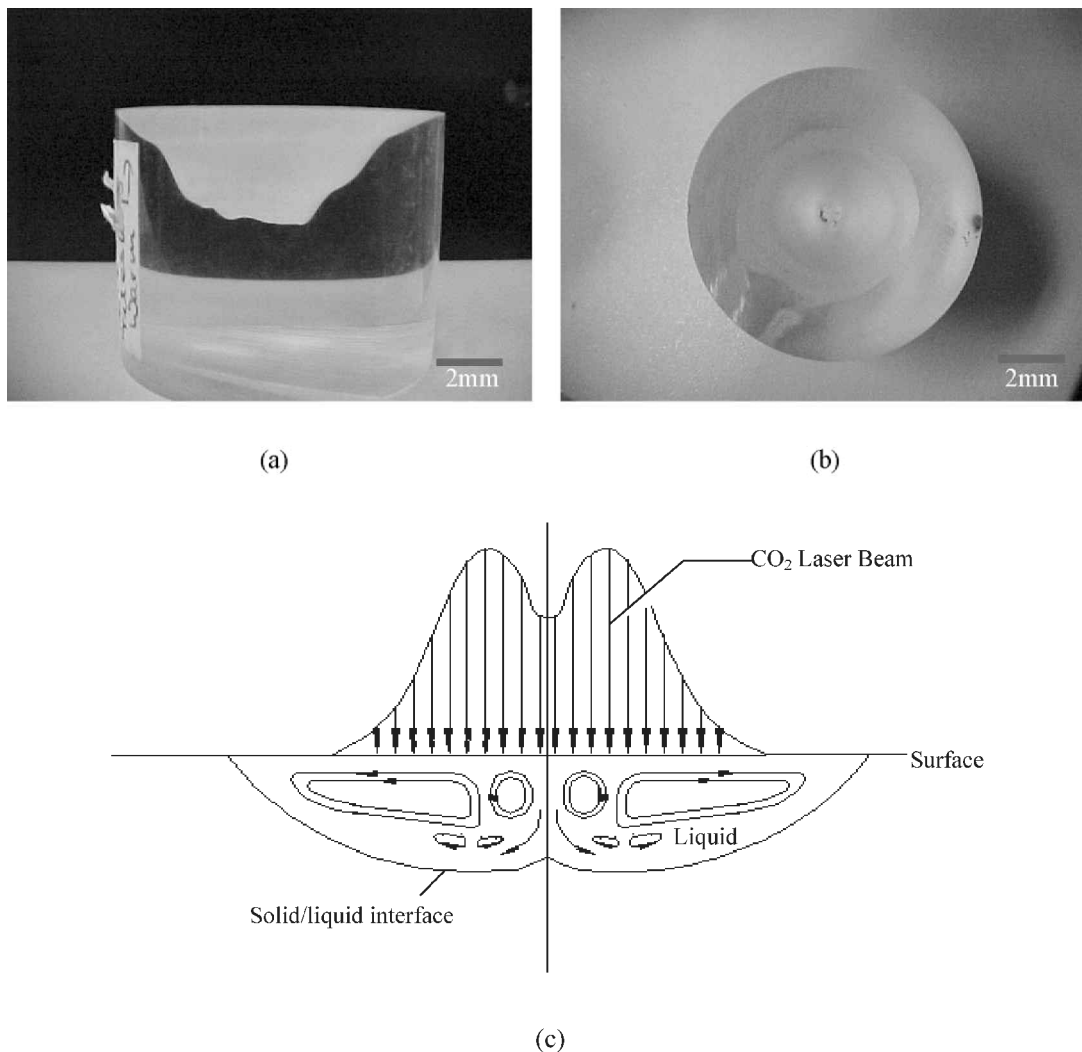 2mm
2mm
(a)
(b)
CO₂ Laser Beam
Surface
Liquid
Solid/liquid interface
(c)